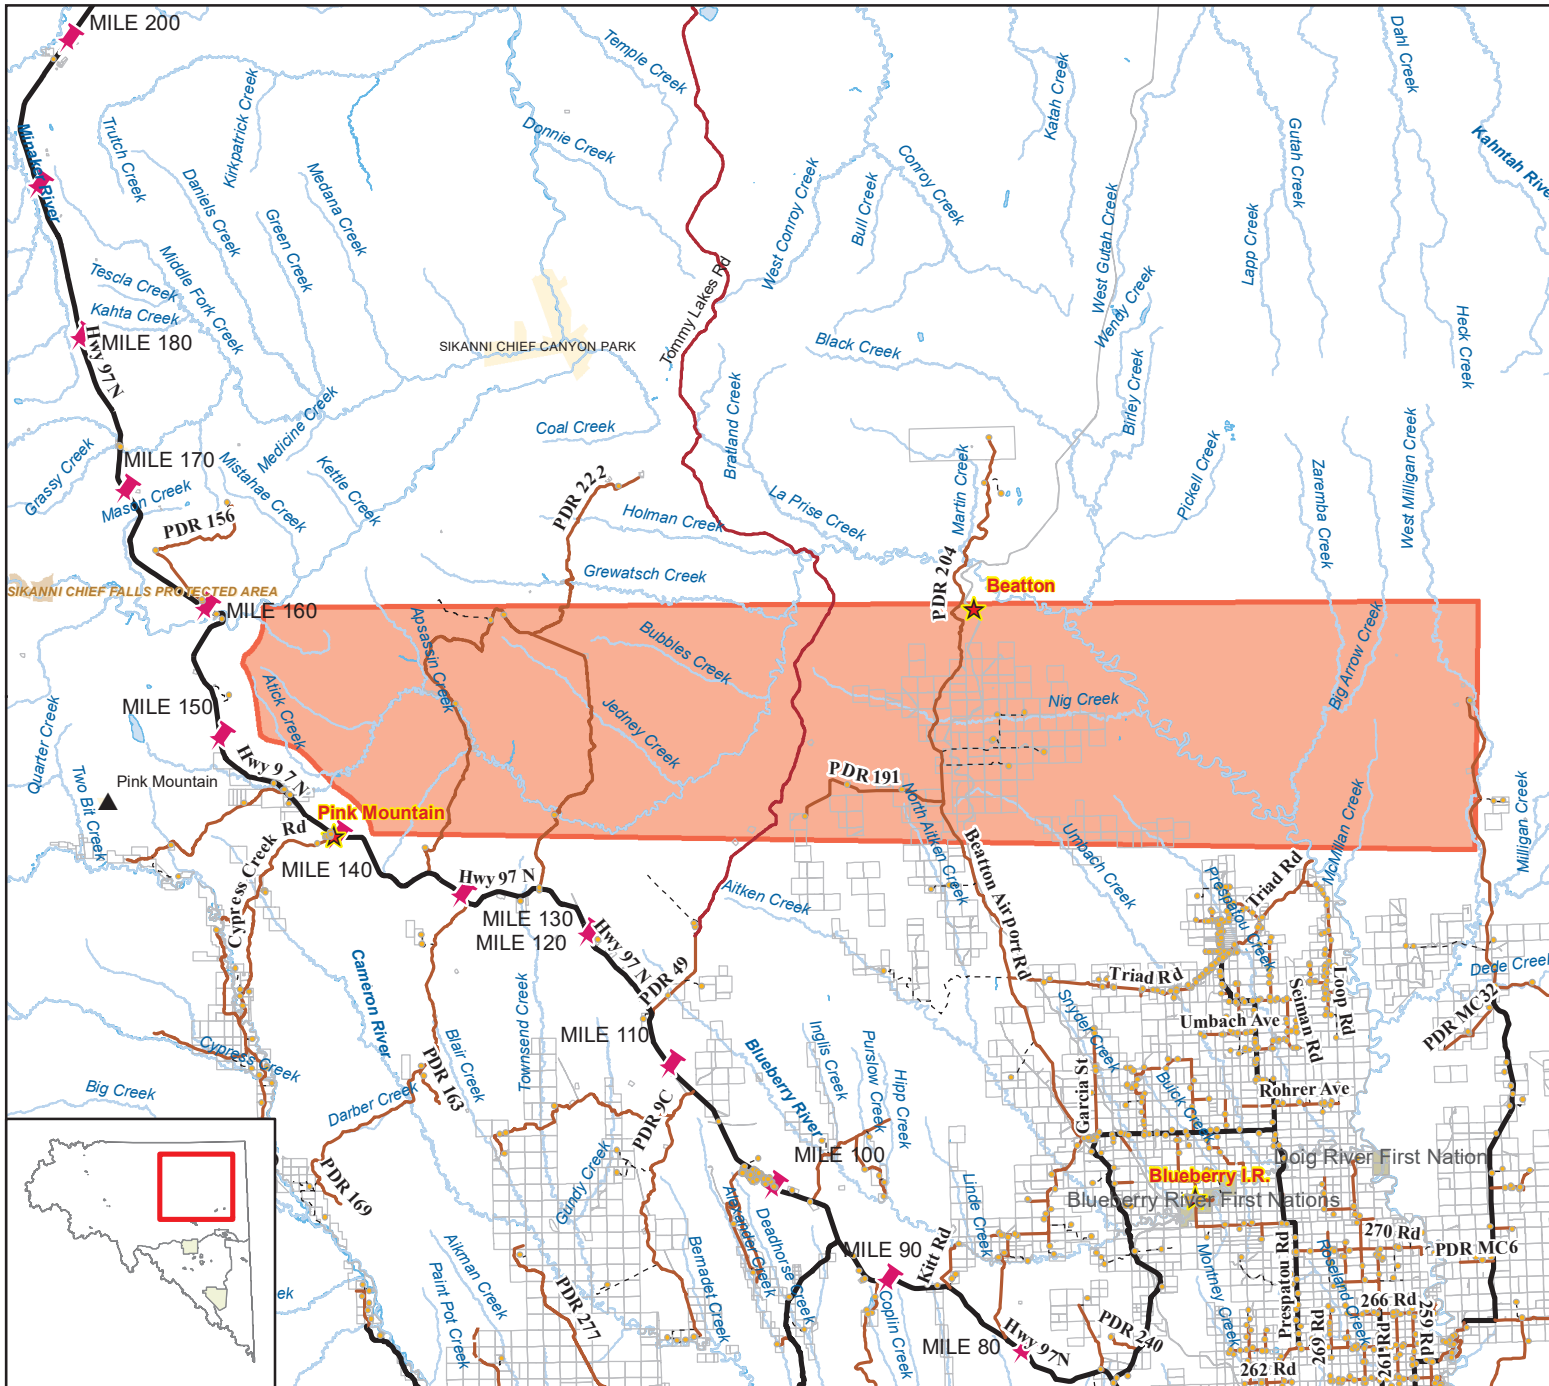 MILE 200
Temple Creek
Dahl Creek
Kirkpatrick Creek
Trutch Creek
Donnie Creek
Katah Creek
Gutah Creek
Kahntah River
Minaker River
Daniels Creek
Medana Creek
Green Creek
West Conroy Creek
Bull Creek
Conroy Creek
West Gutah Creek
Lapp Creek
Tescla Creek
Middle Fork Creek
Kahta Creek
Wendy Creek
Tommy Lakes Rd
Hwy 97 N
MILE 180
SIKANNI CHIEF CANYON PARK
Black Creek
Heck Creek
Birley Creek
Medicine Creek
Coal Creek
Bratland Creek
Grassy Creek
MILE 170
Mistahae Creek
Kettle Creek
Mason Creek
PDR 156
PDR 222
Holman Creek
La Prise Creek
Martin Creek
Pickell Creek
Zaremba Creek
West Milligan Creek
Grewatsch Creek
PDR 204
Beatton
SIKANNI CHIEF FALLS PROTECTED AREA
MILE 160
Apsassin Creek
Bubbles Creek
Big Arrow Creek
Atick Creek
Jedney Creek
Nig Creek
MILE 150
Quarter Creek
Two Bit Creek
Hwy 97 N
Pink Mountain
PDR 191
North Aitken Creek
Pink Mountain
Cypress Creek Rd
MILE 140
Beatton Airport Rd
Umbach Creek
McMillan Creek
Milligan Creek
Triad Rd
Prespatou Creek
Hwy 97 N
Aitken Creek
MILE 130
MILE 120
Hwy 97 N
PDR 49
Cameron River
Townsend Creek
Triad Rd
Dede Creek
Loop Rd
Seiman Rd
Snyder Creek
PDR MC32
Umbach Ave
MILE 110
Cypress Creek
Blair Creek
PDR 163
Big Creek
Darber Creek
Blueberry River
Inglis Creek
Purslow Creek
Hipp Creek
Garcia St
Buick Creek
Rohrer Ave
PDR 9C
MILE 100
Doig River First Nation
PDR 169
Gundy Creek
Blueberry I.R.
Blueberry River First Nations
Alexander Creek
Deadhorse Creek
Linde Creek
Aikman Creek
Paint Pot Creek
Bernadet Creek
MILE 90
Kitt Rd
Montney Creek
Prespatou Rd
Roseland Creek
270 Rd
PDR MC6
ek
PDR 277
Coplin Creek
266 Rd
MILE 80
Hwy 97N
PDR 240
269 Rd
261 Rd
259 Rd
262 Rd